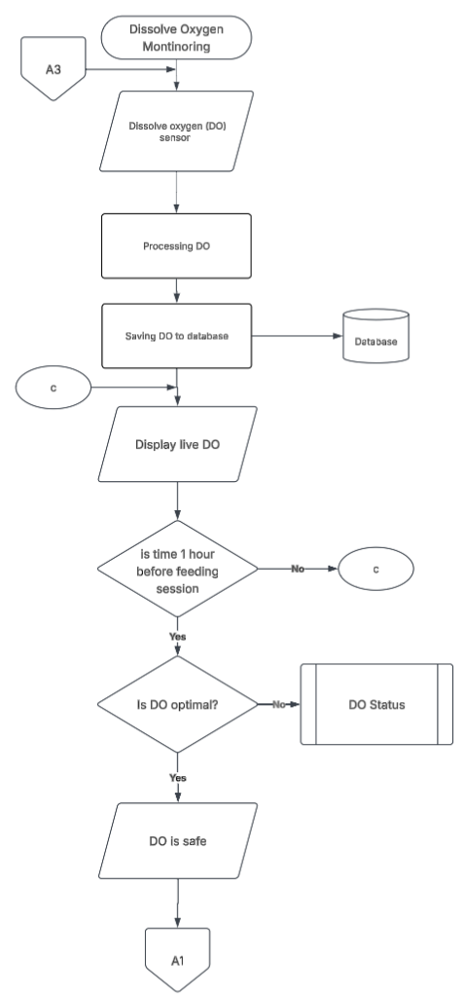 Dissolve Oxygen
Montinoring
A3
Dissolve oxygen (DO)
sensor
Processing DO
Saving DO to database
Database
c
Display live DO
is time 1 hour
before feeding
session
No
c
Yes
Is DO optimal?
No
DO Status
Yes
DO is safe
A1